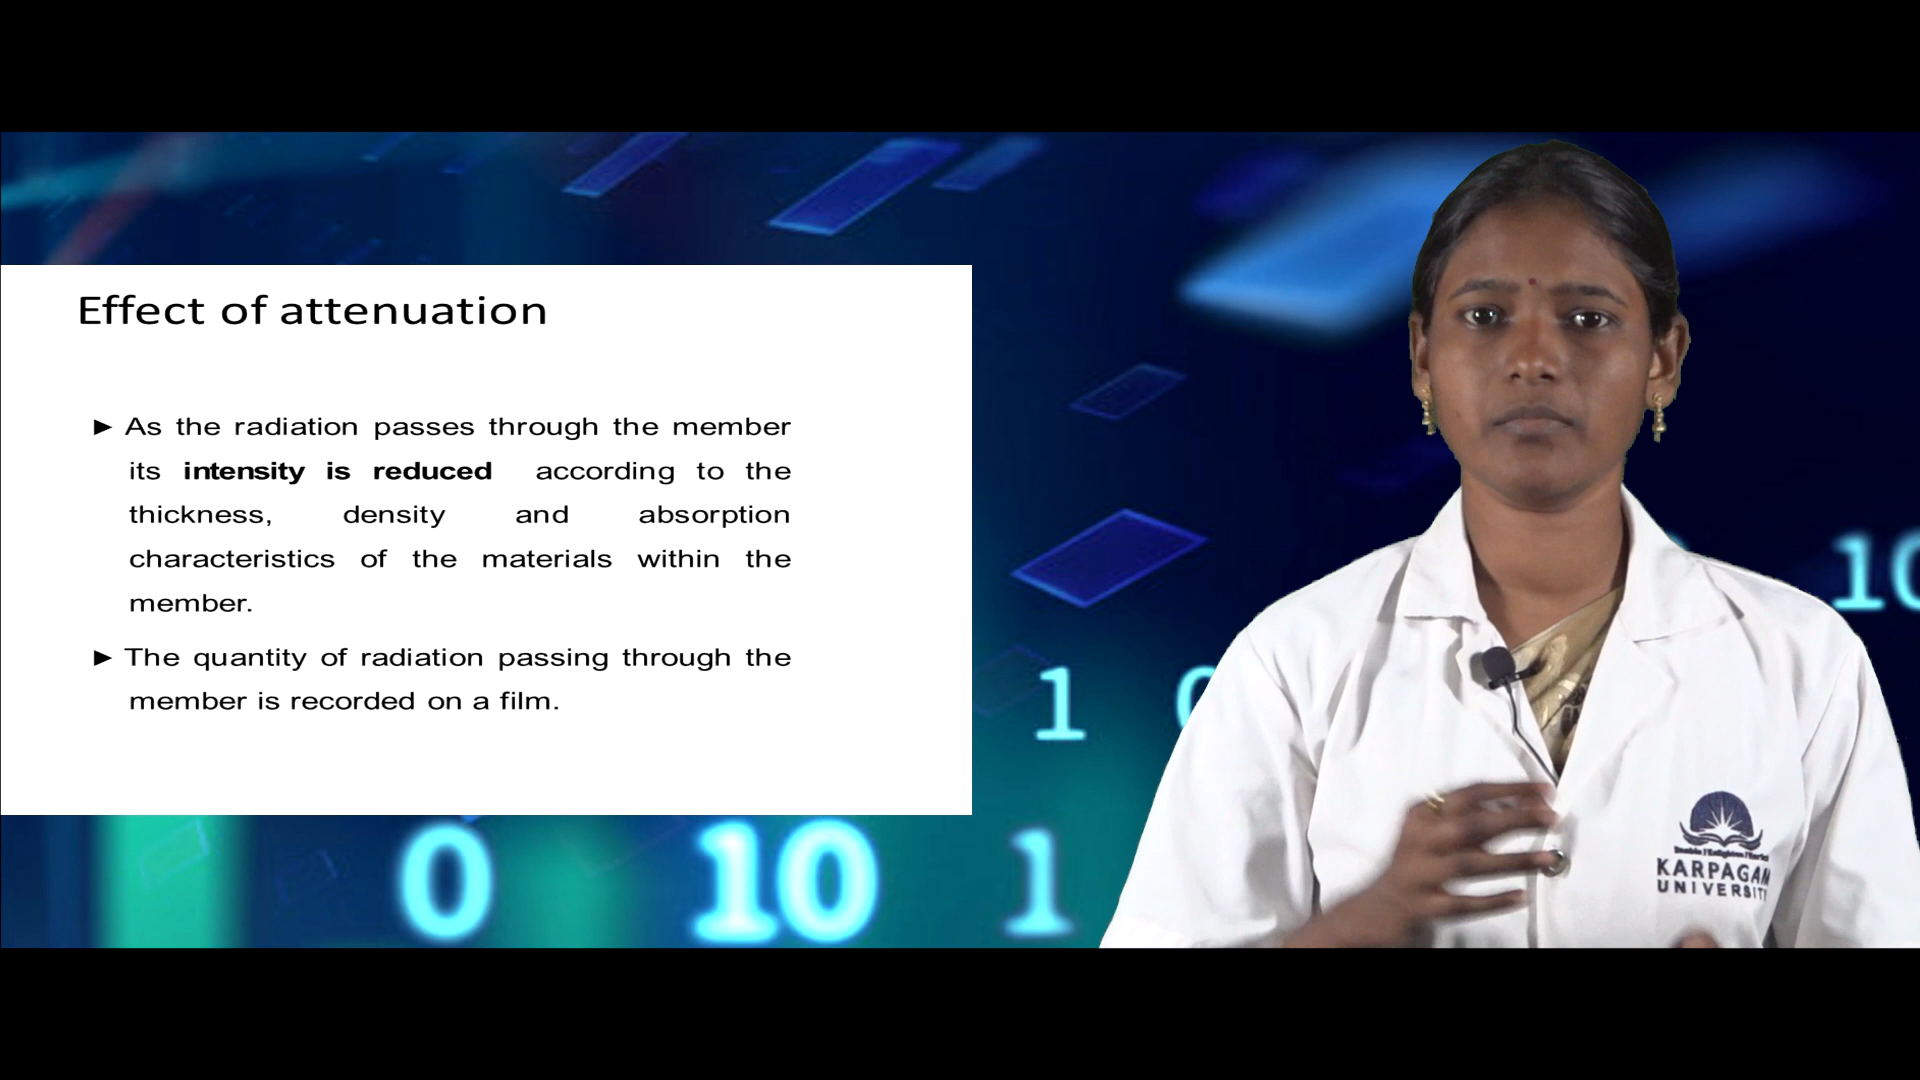 Effect of attenuation
► As the radiation passes through the member
its intensity is reduced according to the
thickness, density and absorption
characteristics of the materials within the
member.
► The quantity of radiation passing through the
member is recorded on a film.
10
1 0
0 10 1
KARPAGAM
UNIVERSITY